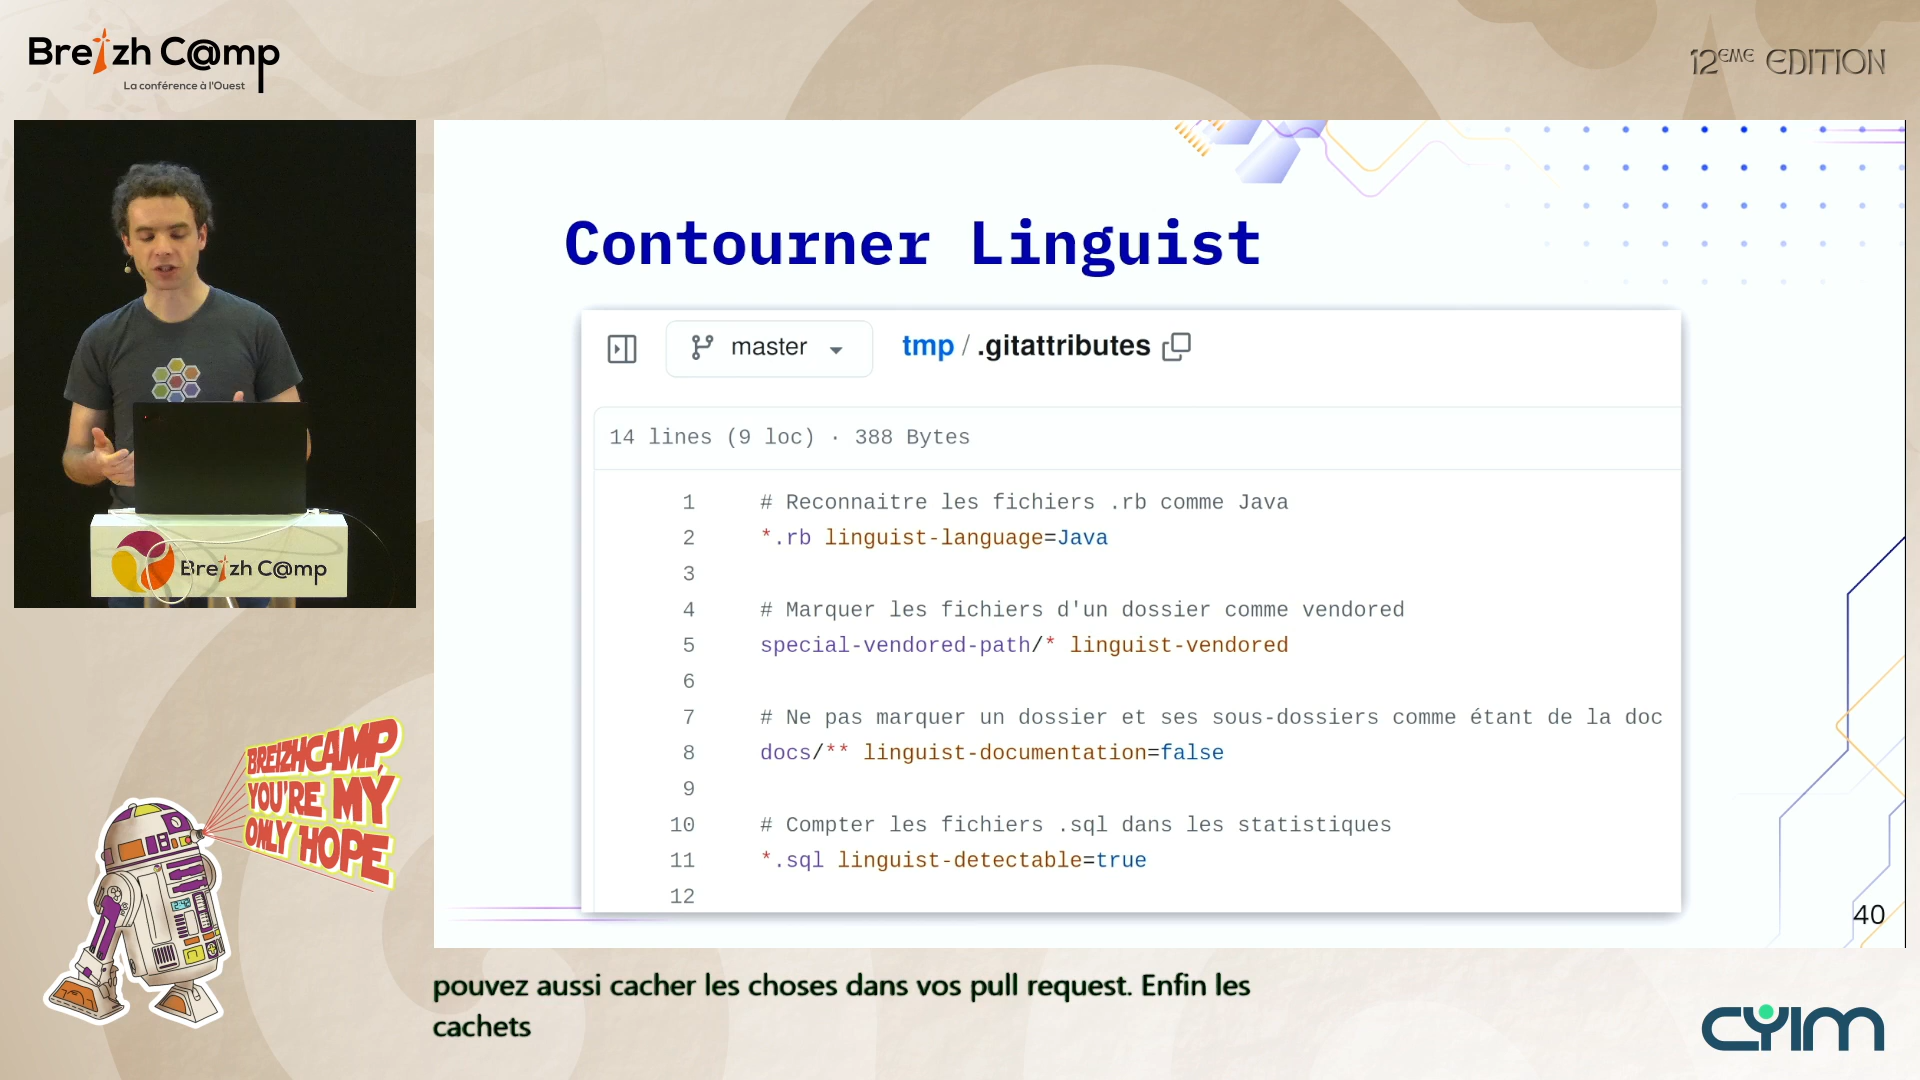 Breizh C@mp
La conférence à l'Ouest
12EME EDITION
Contourner Linguist
master
tmp / .gitattributes
14 lines (9 loc) · 388 Bytes
1 # Reconnaitre les fichiers .rb comme Java
2 *.rb linguist-language=Java
3
4 # Marquer les fichiers d'un dossier comme vendored
5 special-vendored-path/* linguist-vendored
6
7 # Ne pas marquer un dossier et ses sous-dossiers comme étant de la doc
8 docs/** linguist-documentation=false
9
10 # Compter les fichiers .sql dans les statistiques
11 *.sql linguist-detectable=true
12
40
Breizh C@mp
BREIZHCAMP,
YOU'RE MY
ONLY HOPE
pouvez aussi cacher les choses dans vos pull request. Enfin les
cachets
CYIM